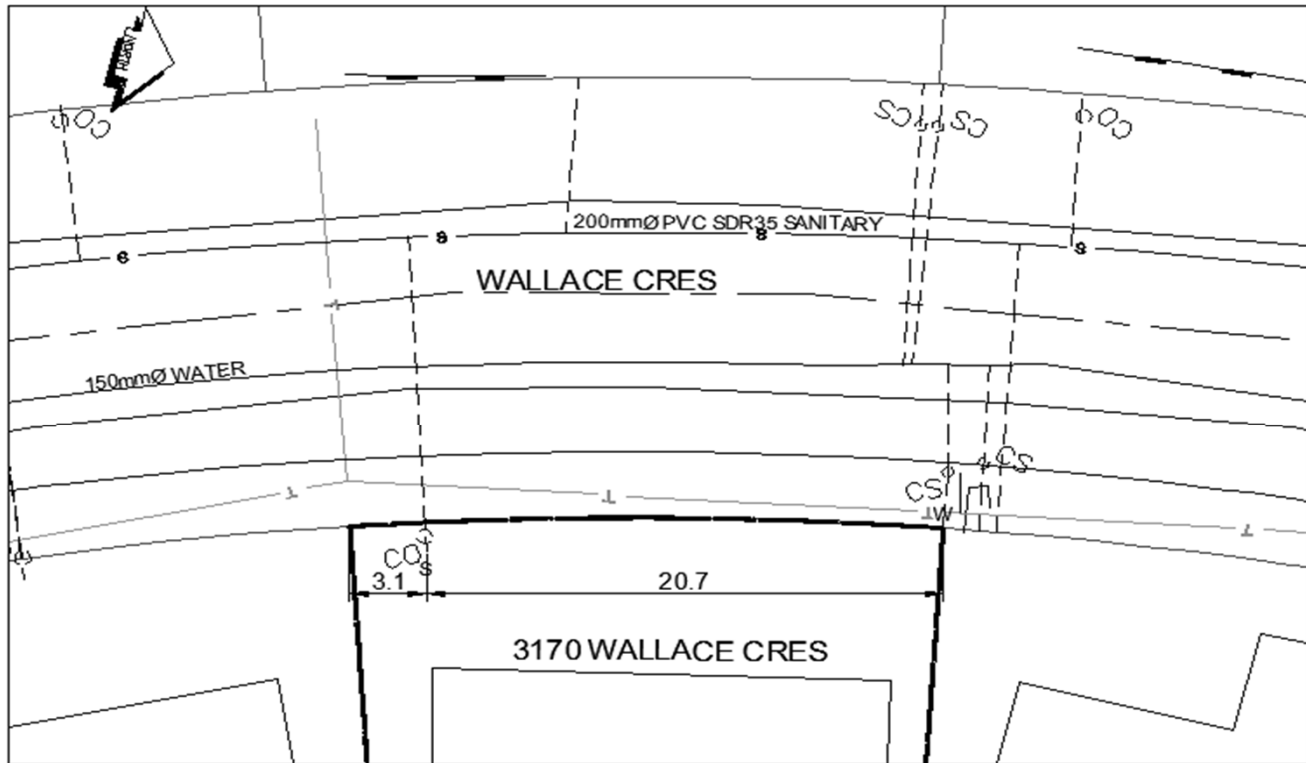 NORTH
CO
CS
CS
CO
200mmØ PVC SDR35 SANITARY
S
S
S
S
WALLACE CRES
T
150mmØ WATER
CS
CS
T
T
T
W
T
CO
S
3.1
20.7
3170 WALLACE CRES